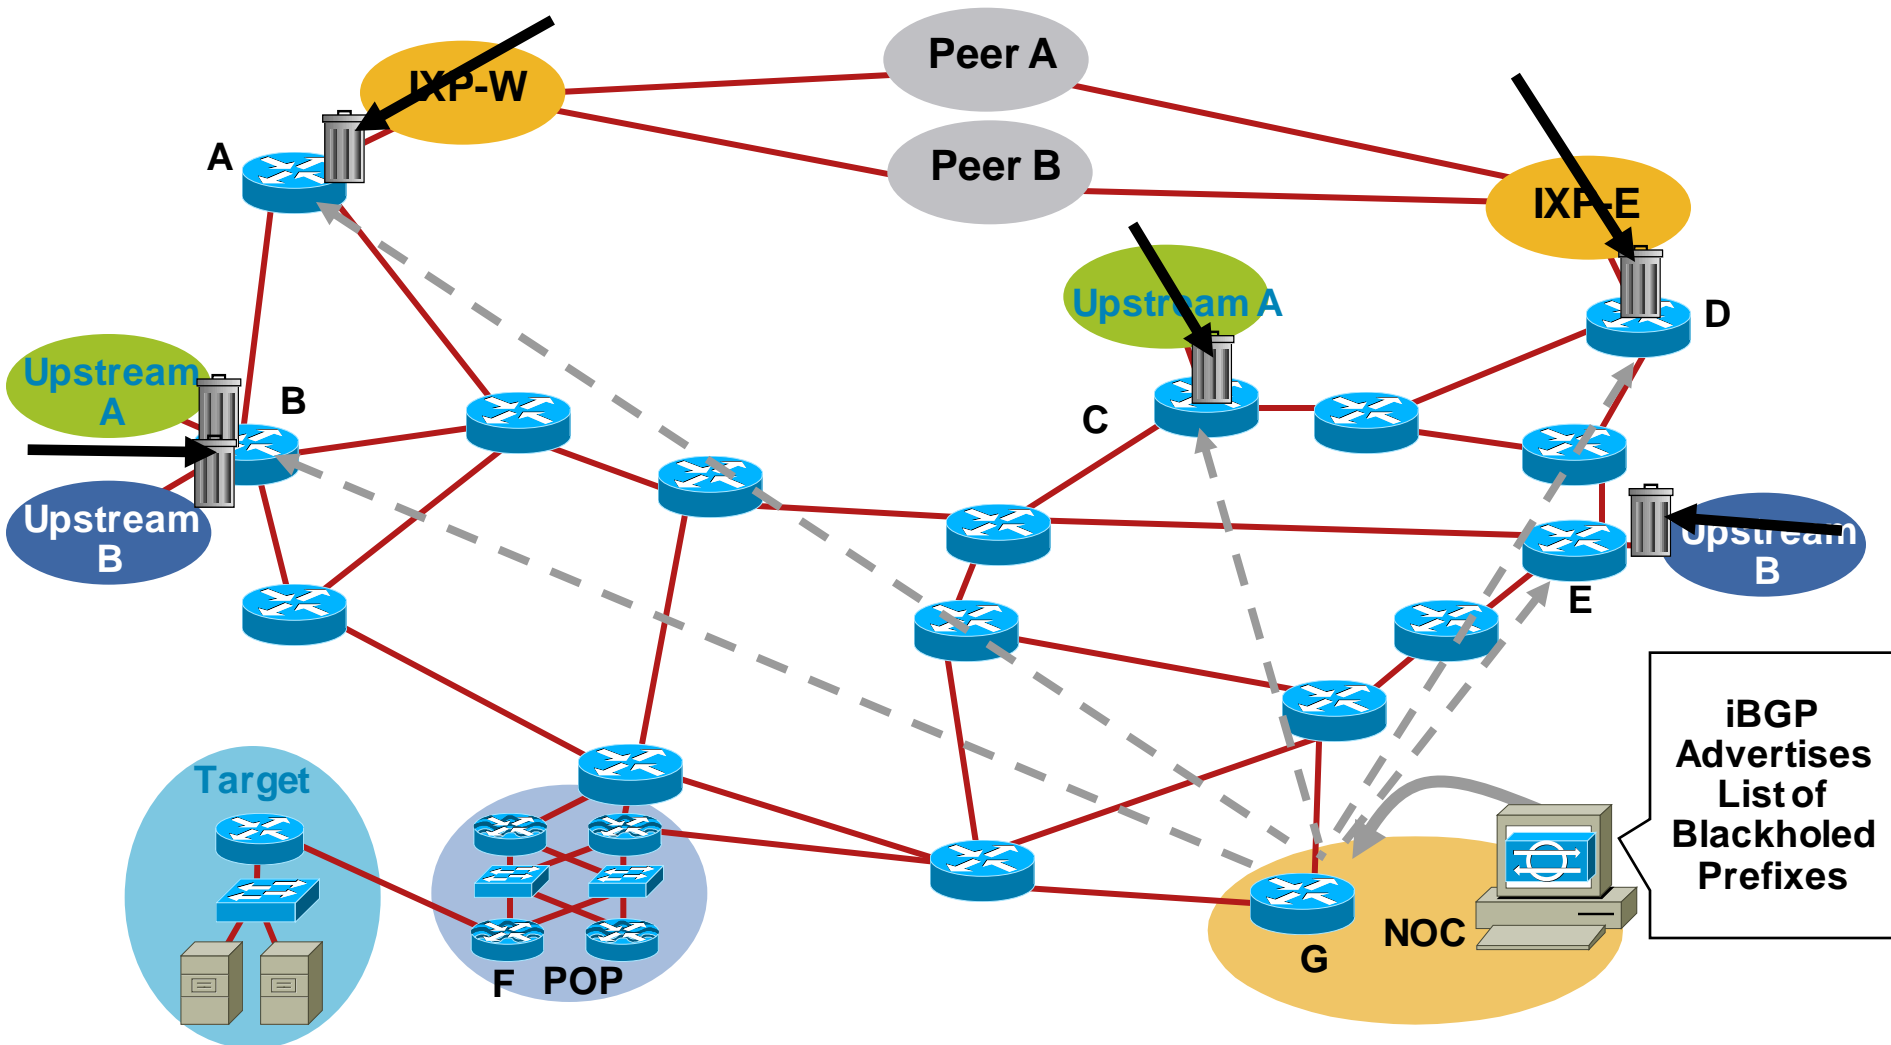 Peer A
IXP-W
A
Peer B
IXP-E
Upstream A
D
Upstream
A
B
C
Upstream
B
Upstream
B
E
iBGP
Advertises
List of
Blackholed
Prefixes
Target
NOC
G
F
POP